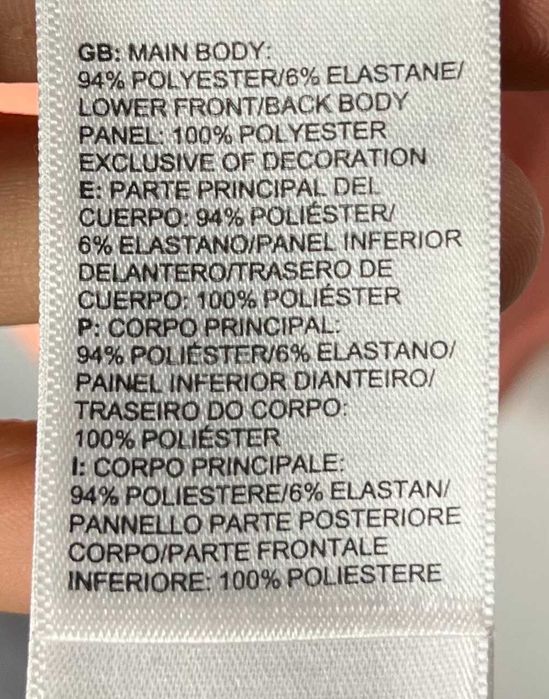 GB: MAIN BODY:
94% POLYESTER/6% ELASTANE/
LOWER FRONT/BACK BODY
PANEL: 100% POLYESTER
EXCLUSIVE OF DECORATION
E: PARTE PRINCIPAL DEL
CUERPO: 94% POLIÉSTER/
6% ELASTANO/PANEL INFERIOR
DELANTERO/TRASERO DE
CUERPO: 100% POLIÉSTER
P: CORPO PRINCIPAL:
94% POLIÉSTER/6% ELASTANO/
PAINEL INFERIOR DIANTEIRO/
TRASEIRO DO CORPO:
100% POLIÉSTER
I: CORPO PRINCIPALE:
94% POLIESTERE/6% ELASTAN/
PANNELLO PARTE POSTERIORE
CORPO/PARTE FRONTALE
INFERIORE: 100% POLIESTERE